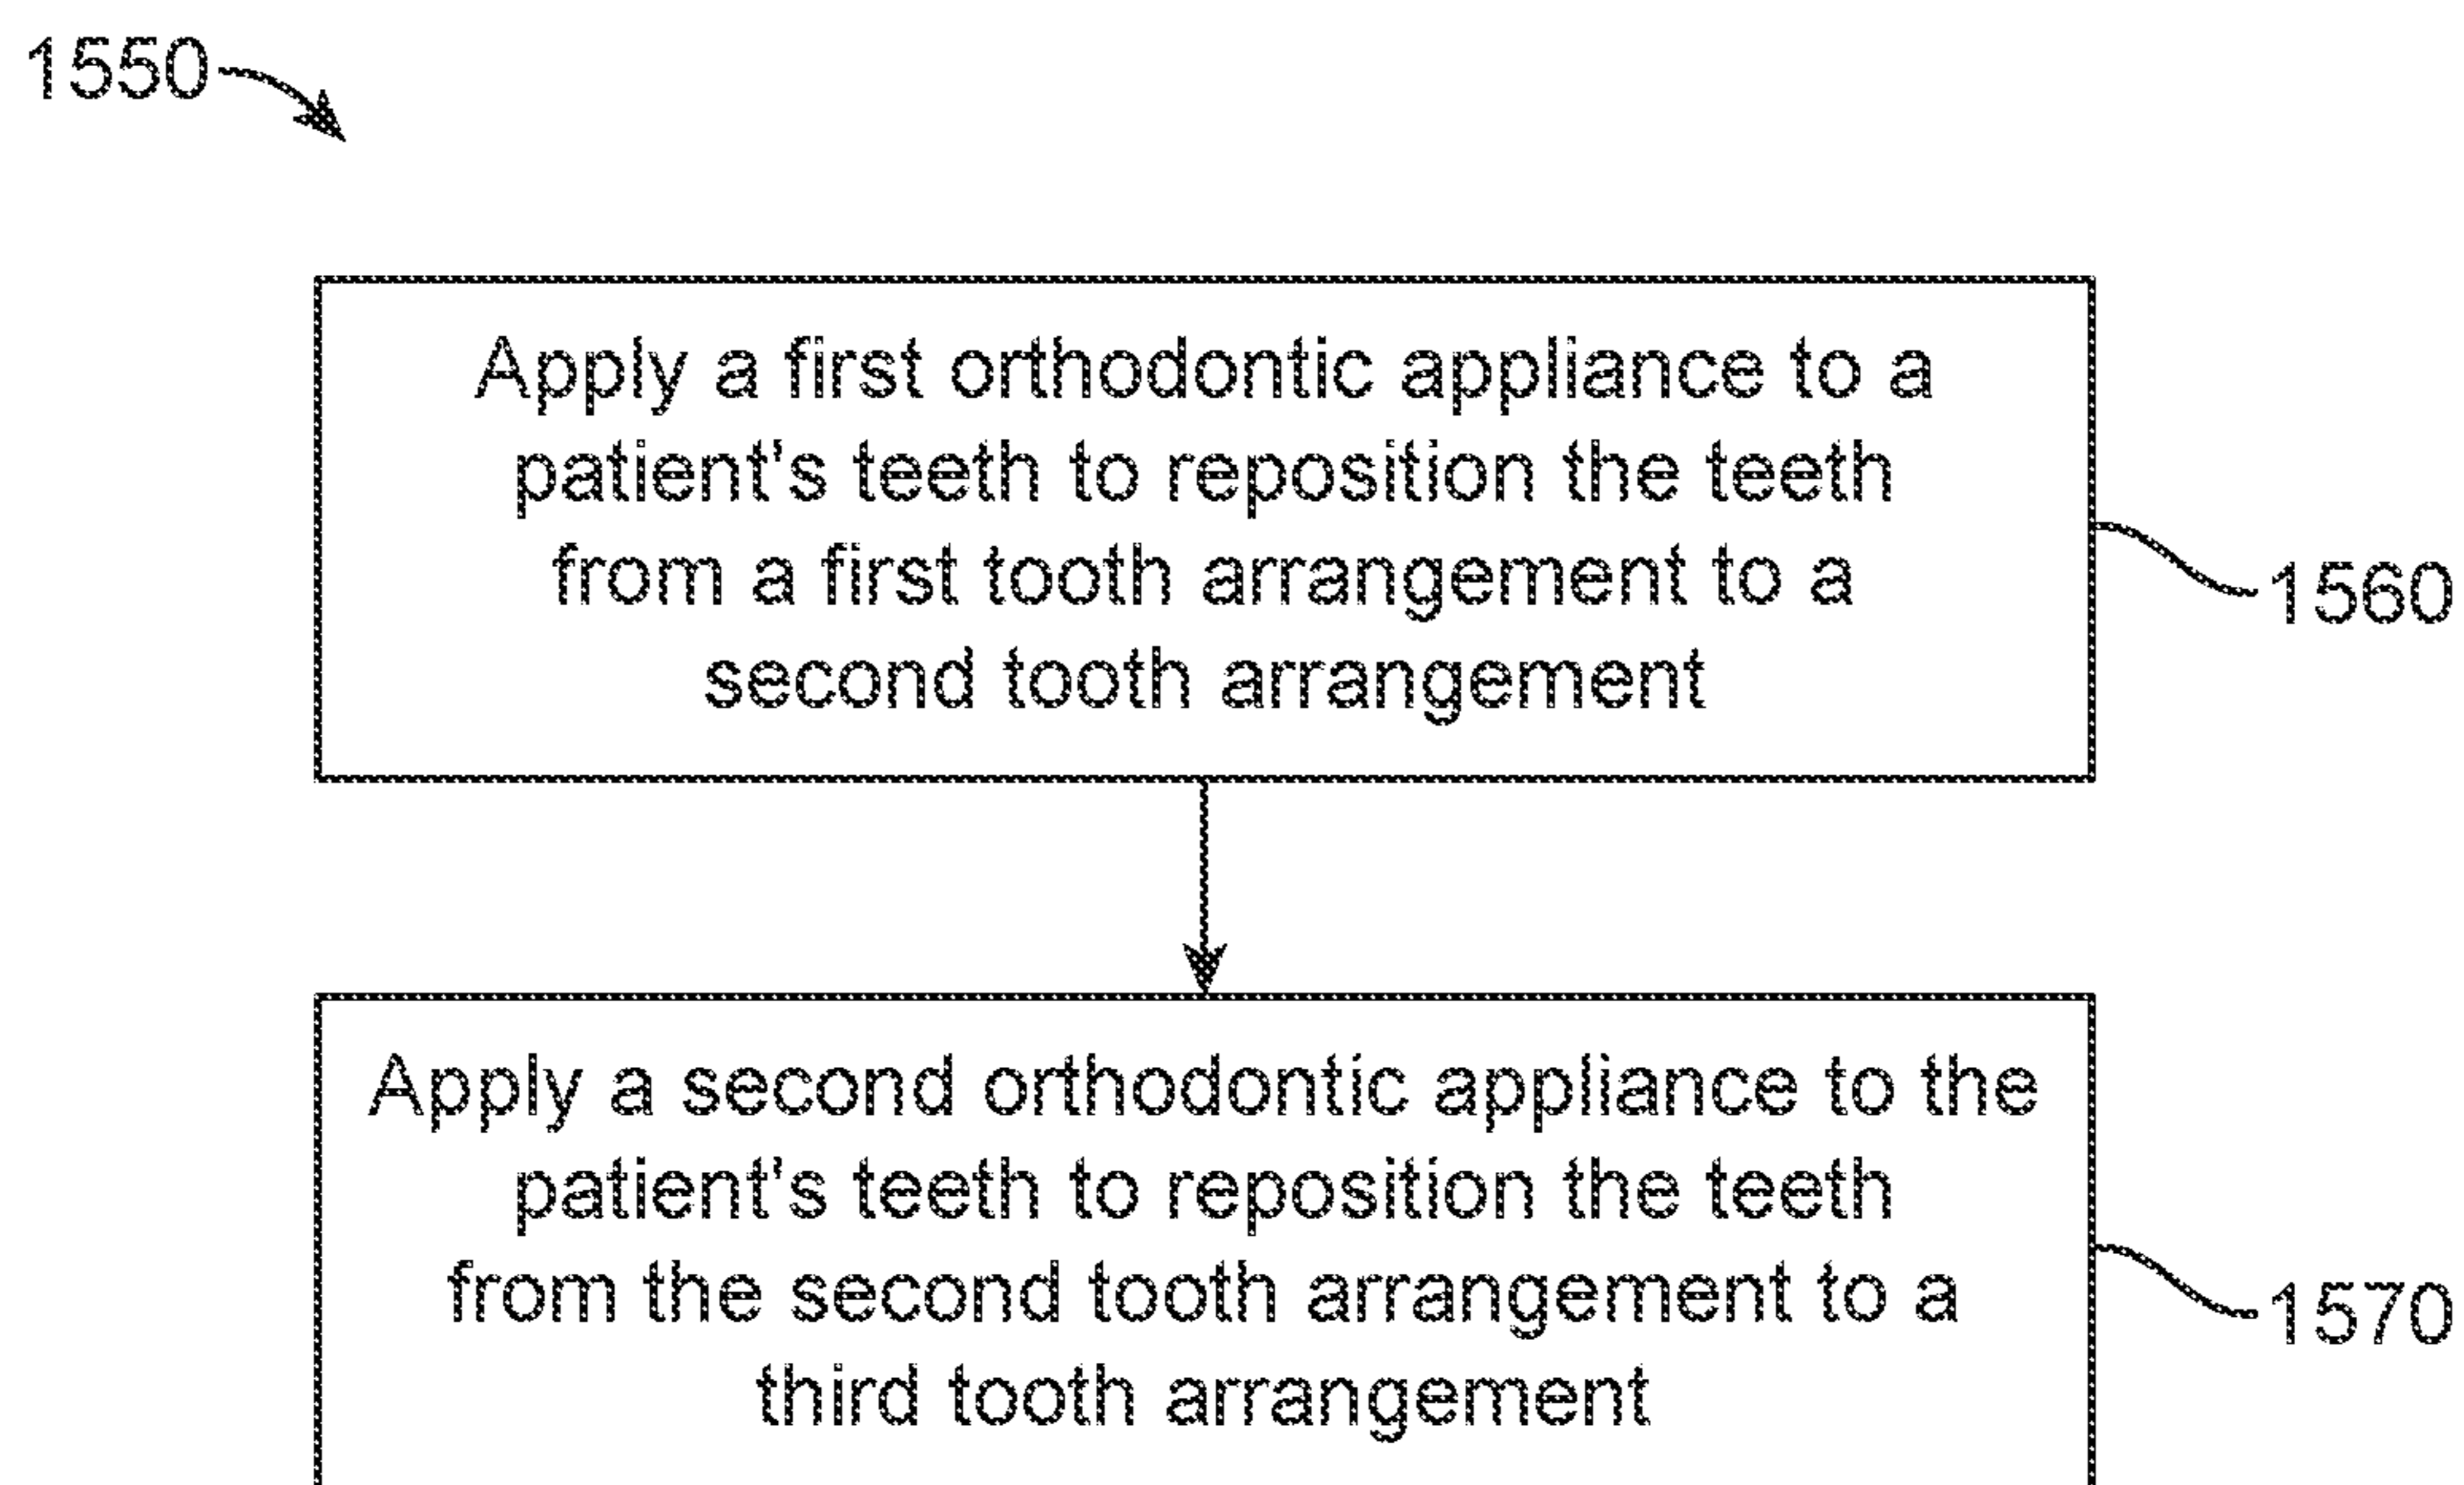 1550
Apply a first orthodontic appliance to a
patient's teeth to reposition the teeth
from a first tooth arrangement to a
second tooth arrangement
1560
Apply a second orthodontic appliance to the
patient's teeth to reposition the teeth
from the second tooth arrangement to a
third tooth arrangement
1570